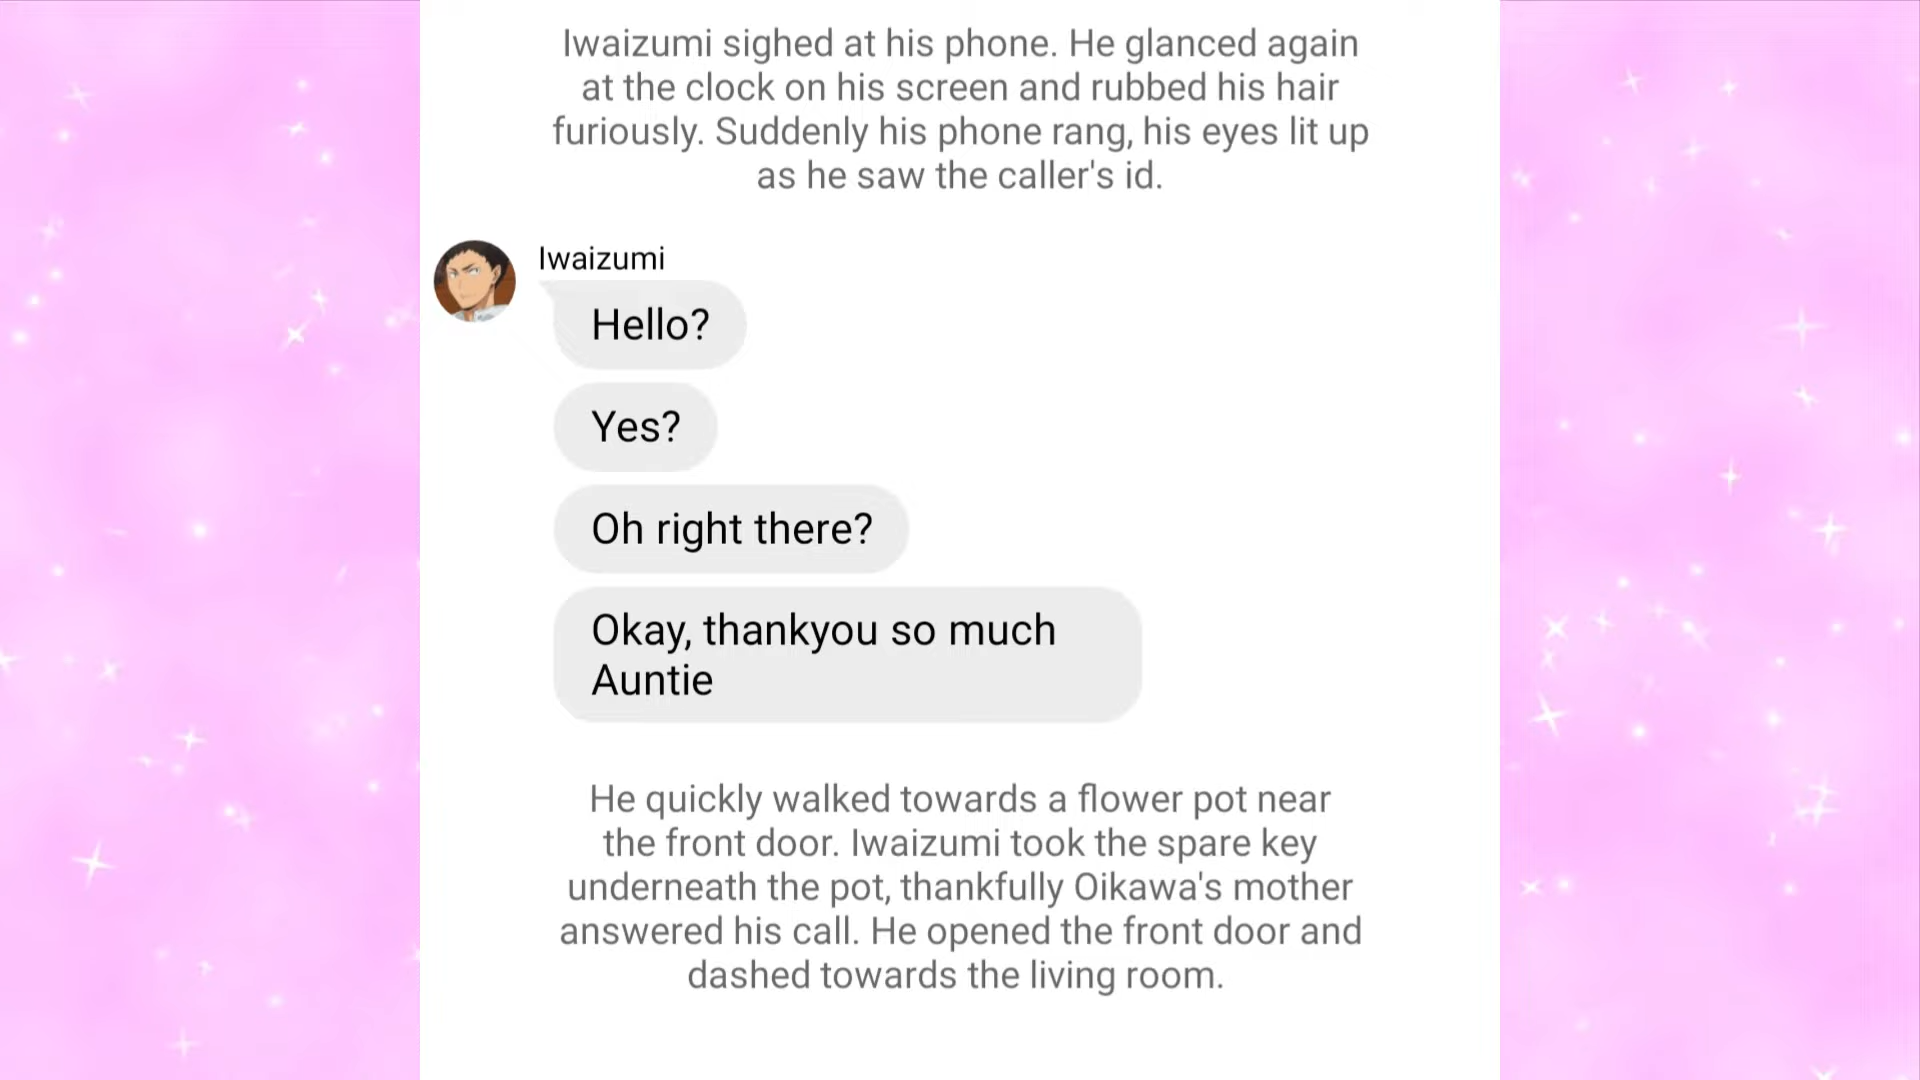 Iwaizumi sighed at his phone. He glanced again
at the clock on his screen and rubbed his hair
furiously. Suddenly his phone rang, his eyes lit up
as he saw the caller's id.
Iwaizumi
Hello?
Yes?
Oh right there?
Okay, thankyou so much
Auntie
He quickly walked towards a flower pot near
the front door. Iwaizumi took the spare key
underneath the pot, thankfully Oikawa's mother
answered his call. He opened the front door and
dashed towards the living room.